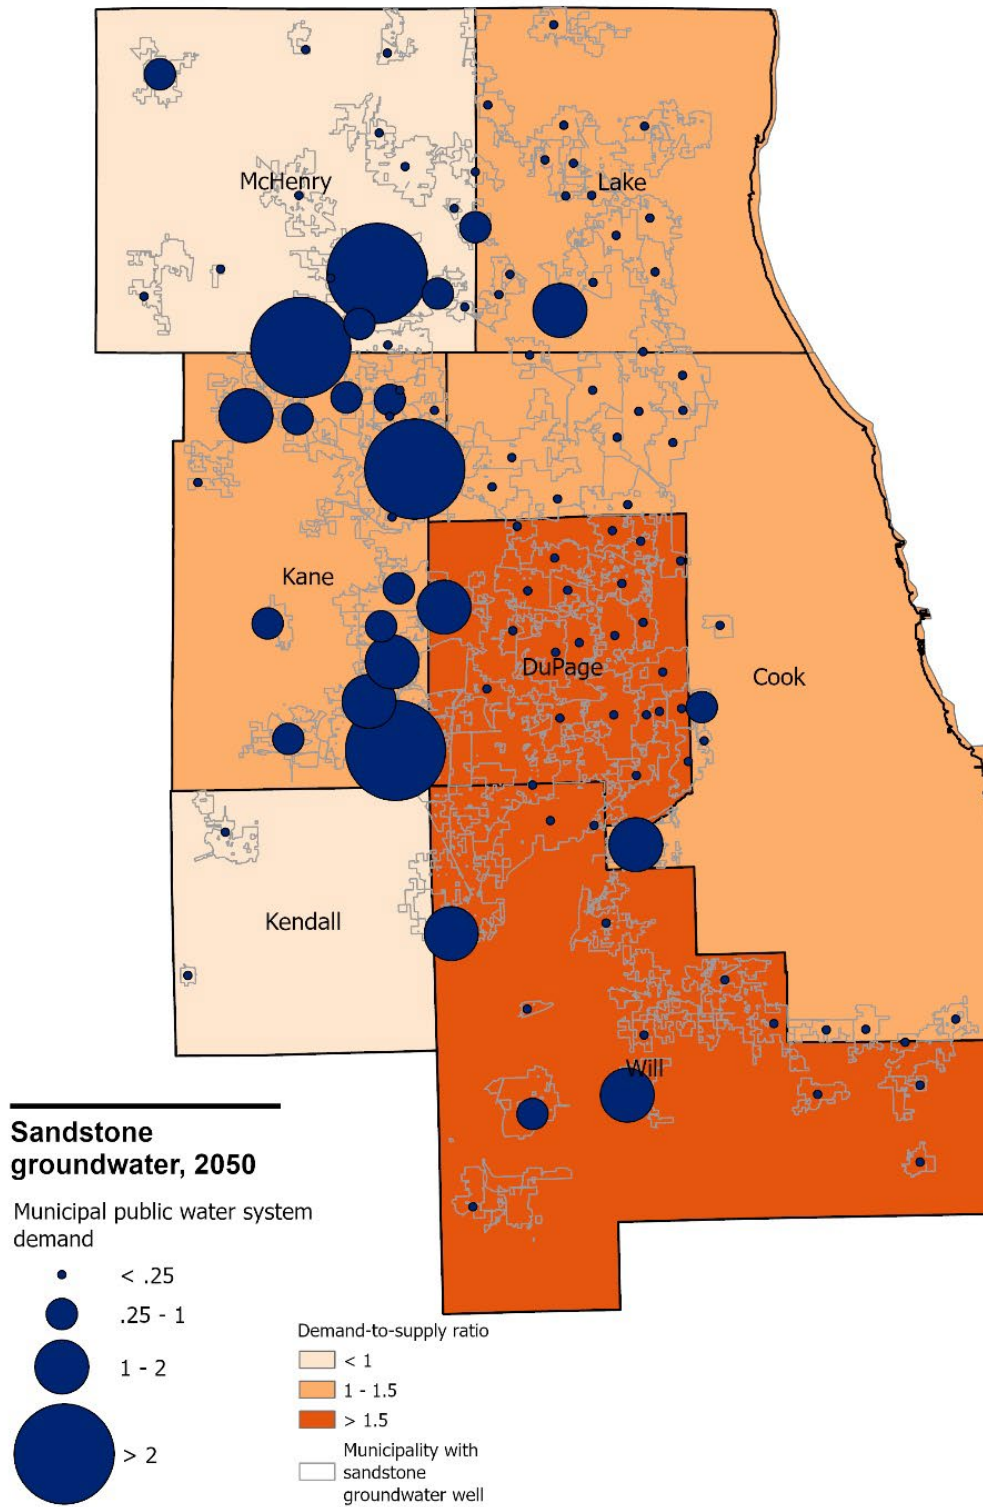 McHenry
Lake
Kane
DuPage
Cook
Kendall
Will
Sandstone
groundwater, 2050
Municipal public water system
demand
< .25
.25 - 1
1 - 2
> 2
Demand-to-supply ratio
< 1
1 - 1.5
> 1.5
Municipality with
sandstone
groundwater well